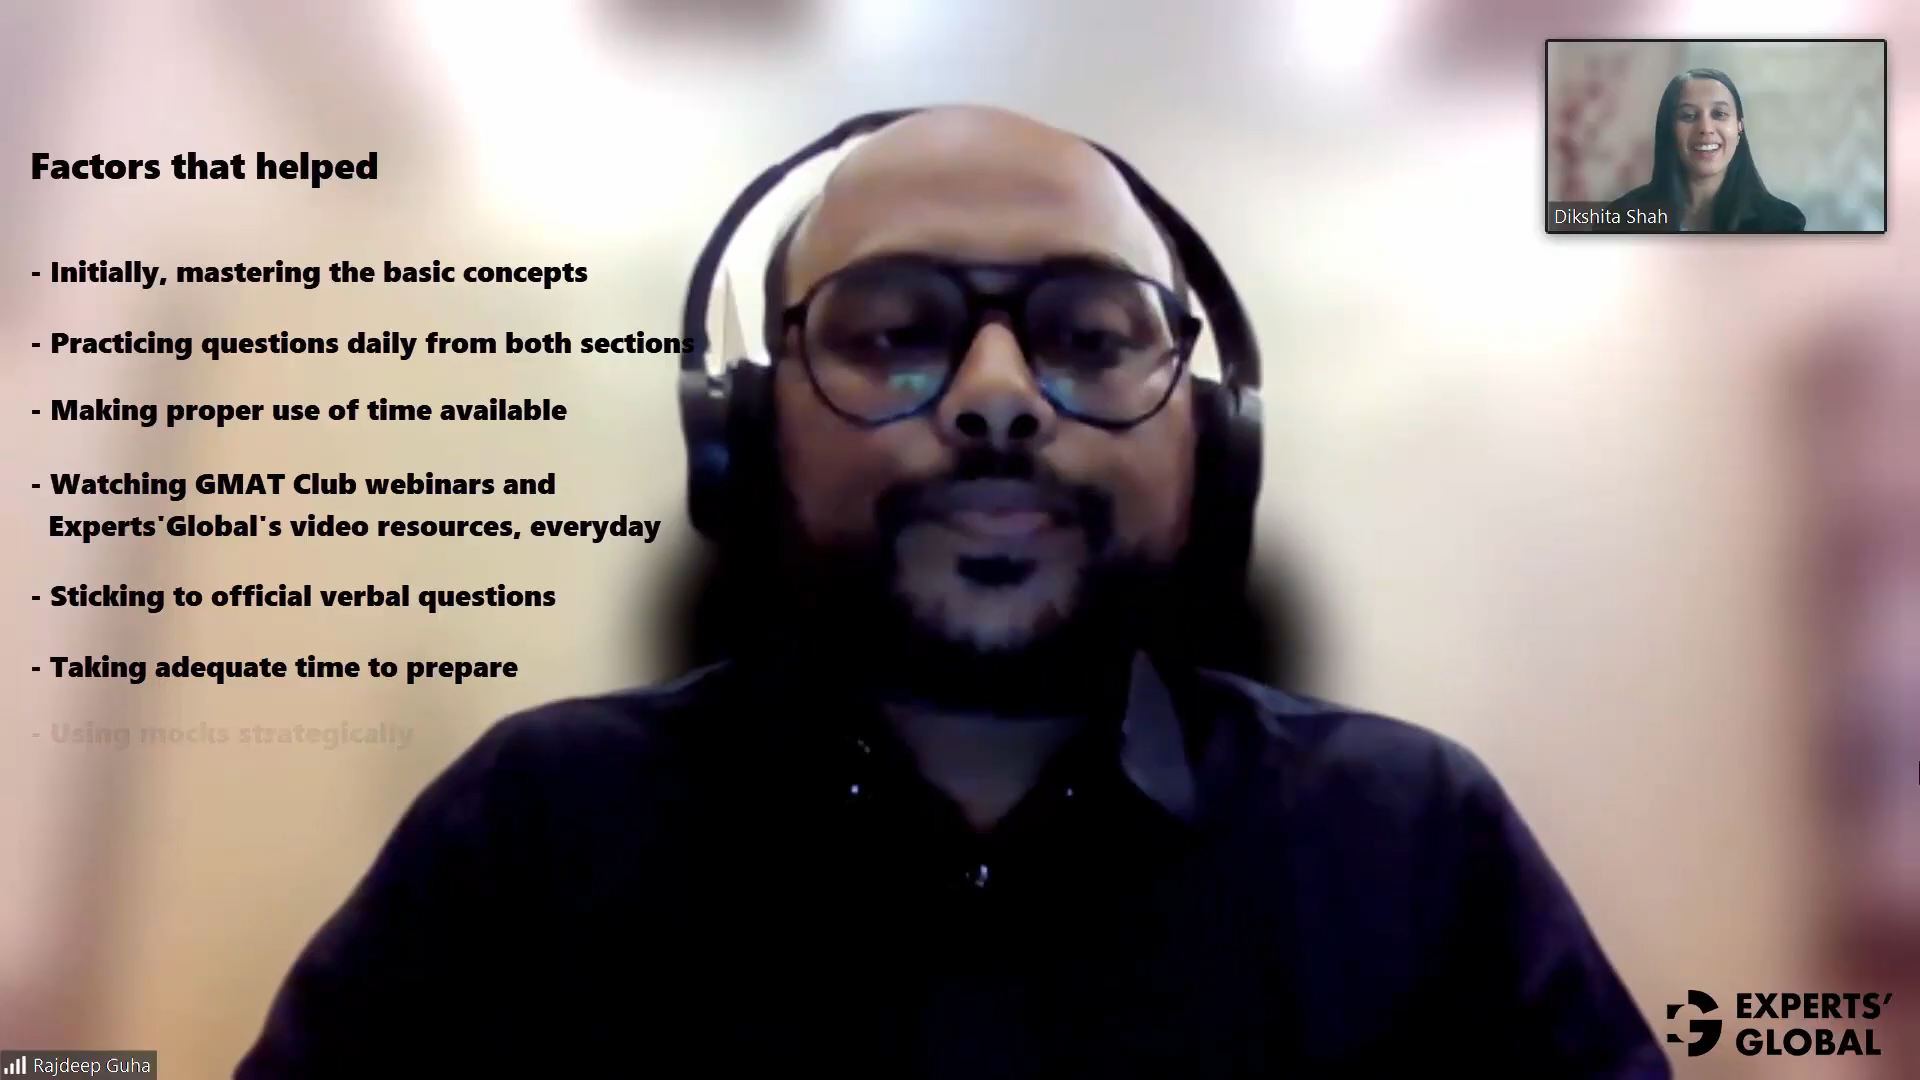 Factors that helped
- Initially, mastering the basic concepts
- Practicing questions daily from both sections
- Making proper use of time available
- Watching GMAT Club webinars and
Experts'Global's video resources, everyday
- Sticking to official verbal questions
- Taking adequate time to prepare
- Using mocks strategically
Dikshita Shah
Rajdeep Guha
EXPERTS'
GLOBAL